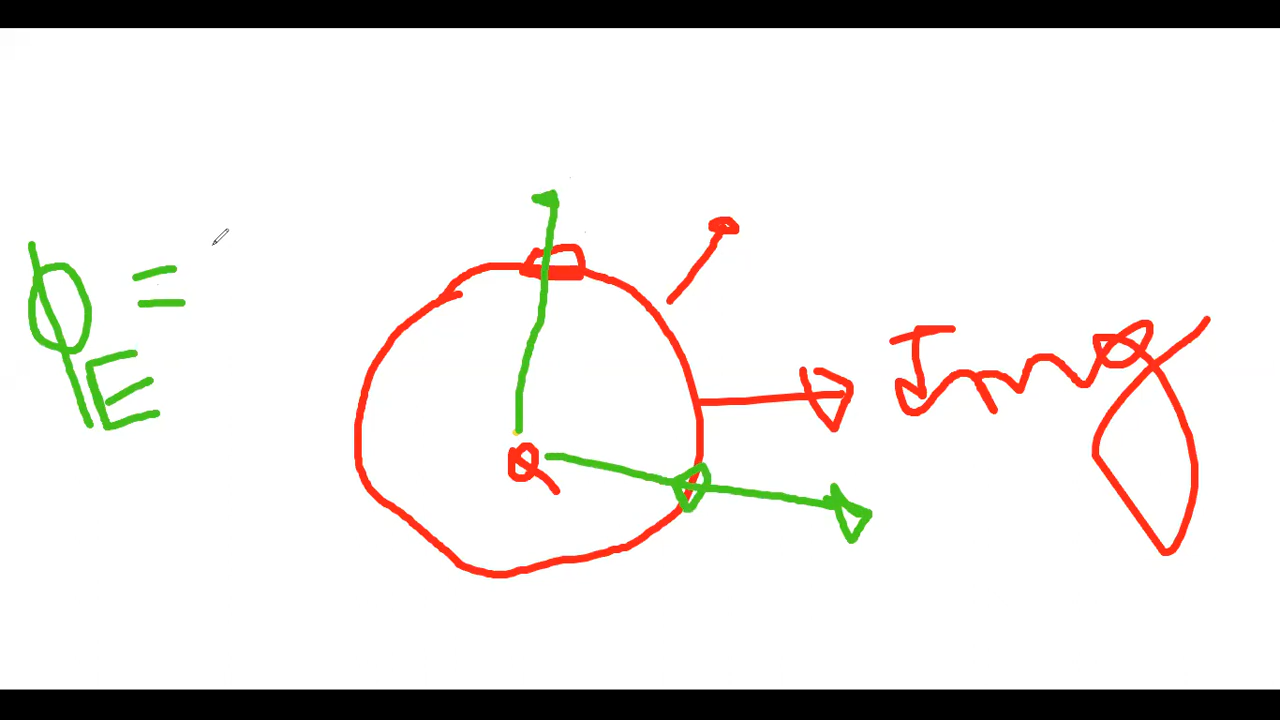 ϕE =
Q
Img